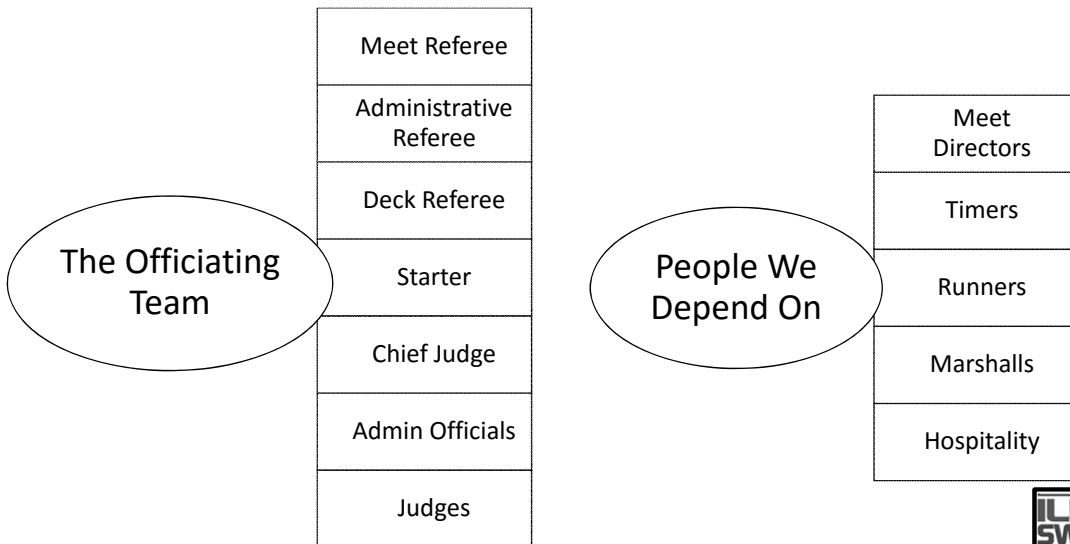 The Officiating
Team
Meet Referee
Administrative
Referee
Deck Referee
Starter
Chief Judge
Admin Officials
Judges
People We
Depend On
Meet
Directors
Timers
Runners
Marshalls
Hospitality